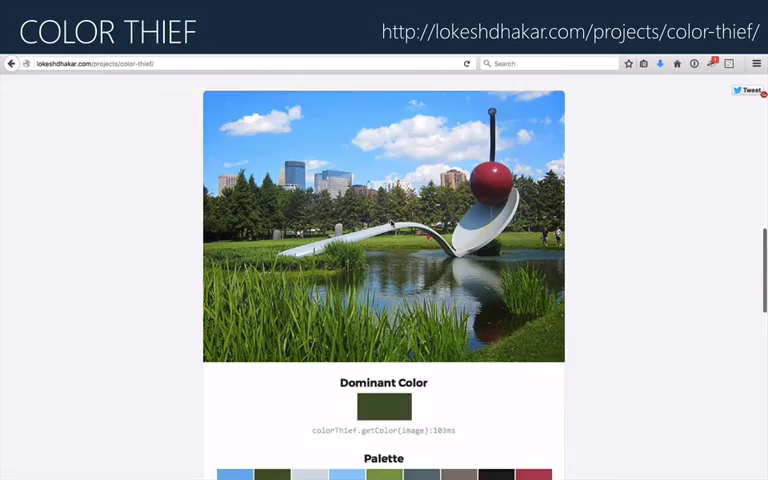 COLOR THIEF
http://lokeshdhakar.com/projects/color-thief/
lokeshdhakar.com/projects/color-thief/
Search
1
Tweet
Dominant Color
colorThief.getColor(image):103ms
Palette